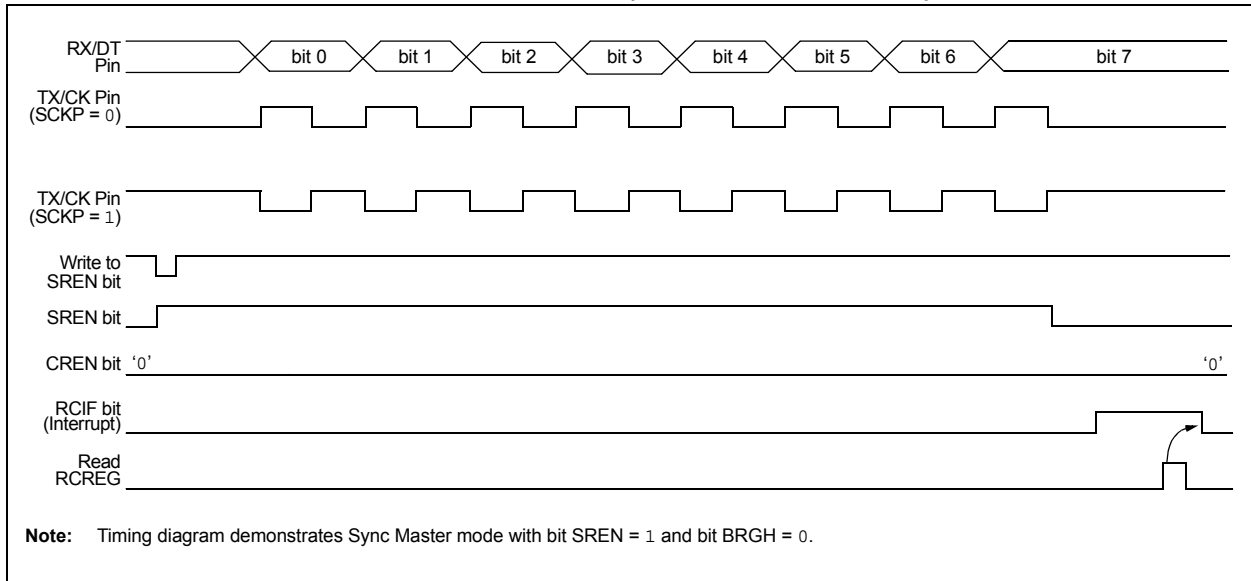 RX/DT
Pin
bit 0 bit 1 bit 2 bit 3 bit 4 bit 5 bit 6 bit 7
TX/CK Pin
(SCKP = 0)
TX/CK Pin
(SCKP = 1)
Write to
SREN bit
SREN bit
CREN bit ‘0’ ‘0’
RCIF bit
(Interrupt)
Read
RCREG
Note: Timing diagram demonstrates Sync Master mode with bit SREN = 1 and bit BRGH = 0.